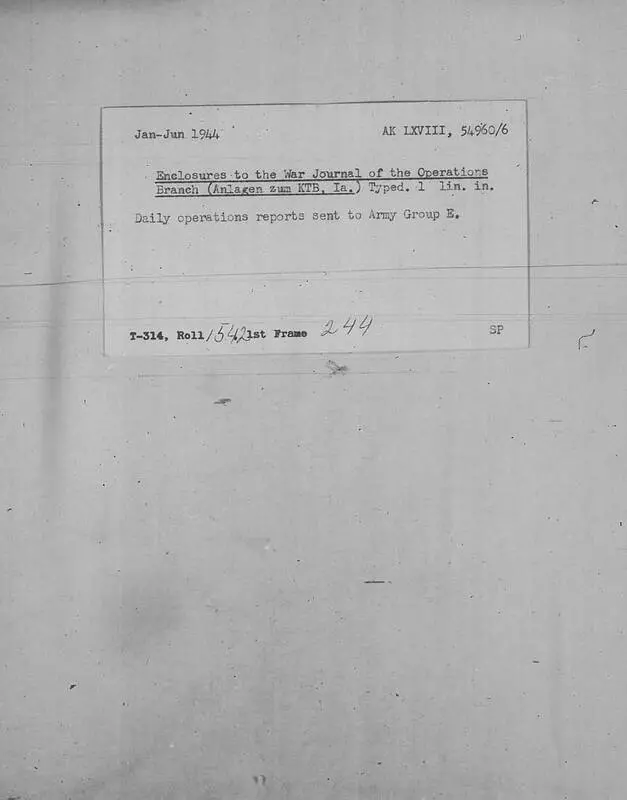 Jan-Jun 1944 AK LXVIII, 54960/6
Enclosures to the War Journal of the Operations
Branch (Anlagen zum KTB, Ia.) Typed. 1 lin. in.
Daily operations reports sent to Army Group E.
T-314, Roll 1542 1st Frame 244 SP